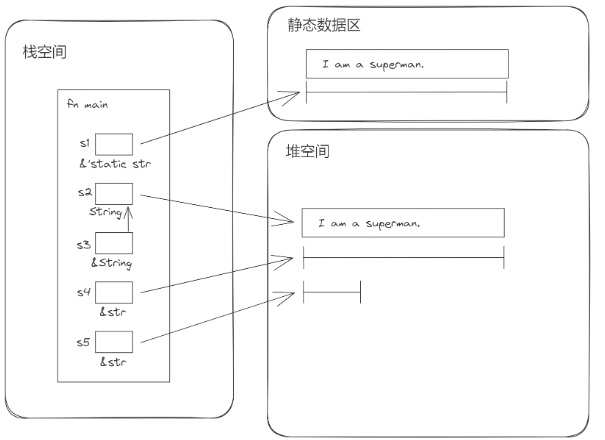 栈空间
fn main
s1
&'static str
s2
String
s3
&String
s4
&str
s5
&str
静态数据区
I am a superman.
堆空间
I am a superman.